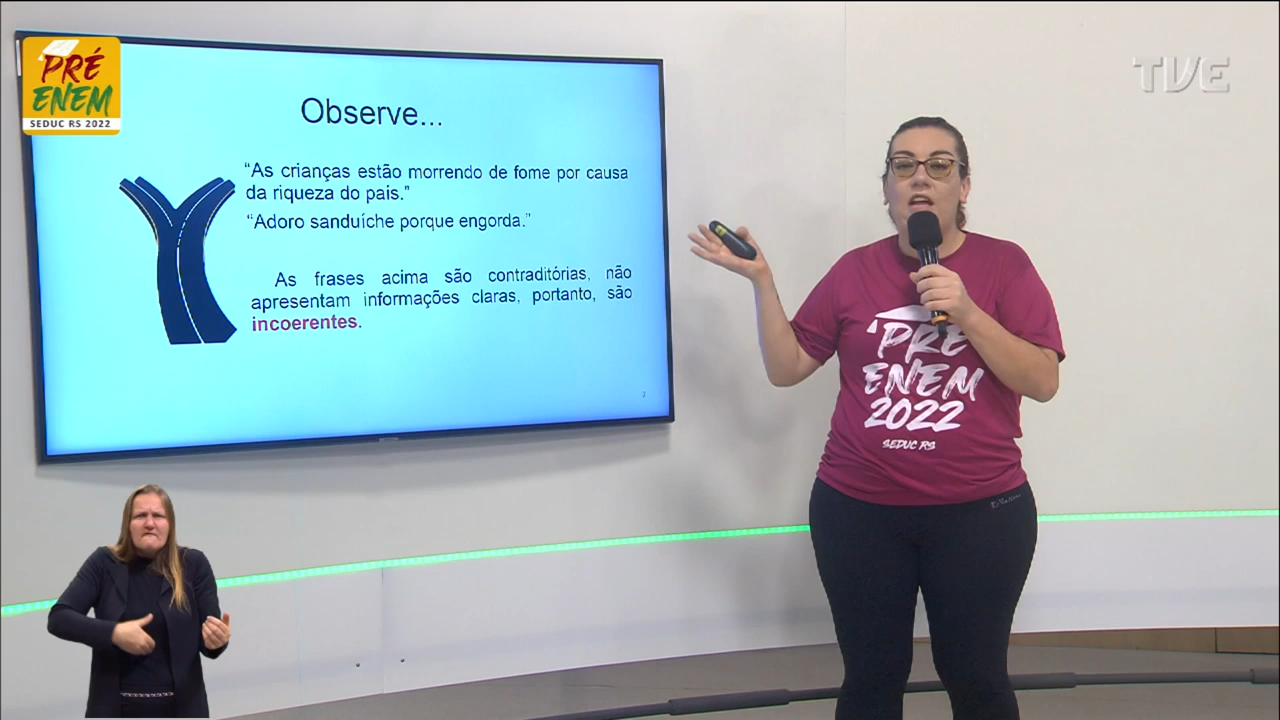 PRÉ
ENEM
SEDUC RS 2022
TVE
Observe...
“As crianças estão morrendo de fome por causa
da riqueza do pais.”
“Adoro sanduíche porque engorda.”
As frases acima são contraditórias, não
apresentam informações claras, portanto, são
incoerentes.
2
PRÉ
ENEM
2022
SEDUC RS